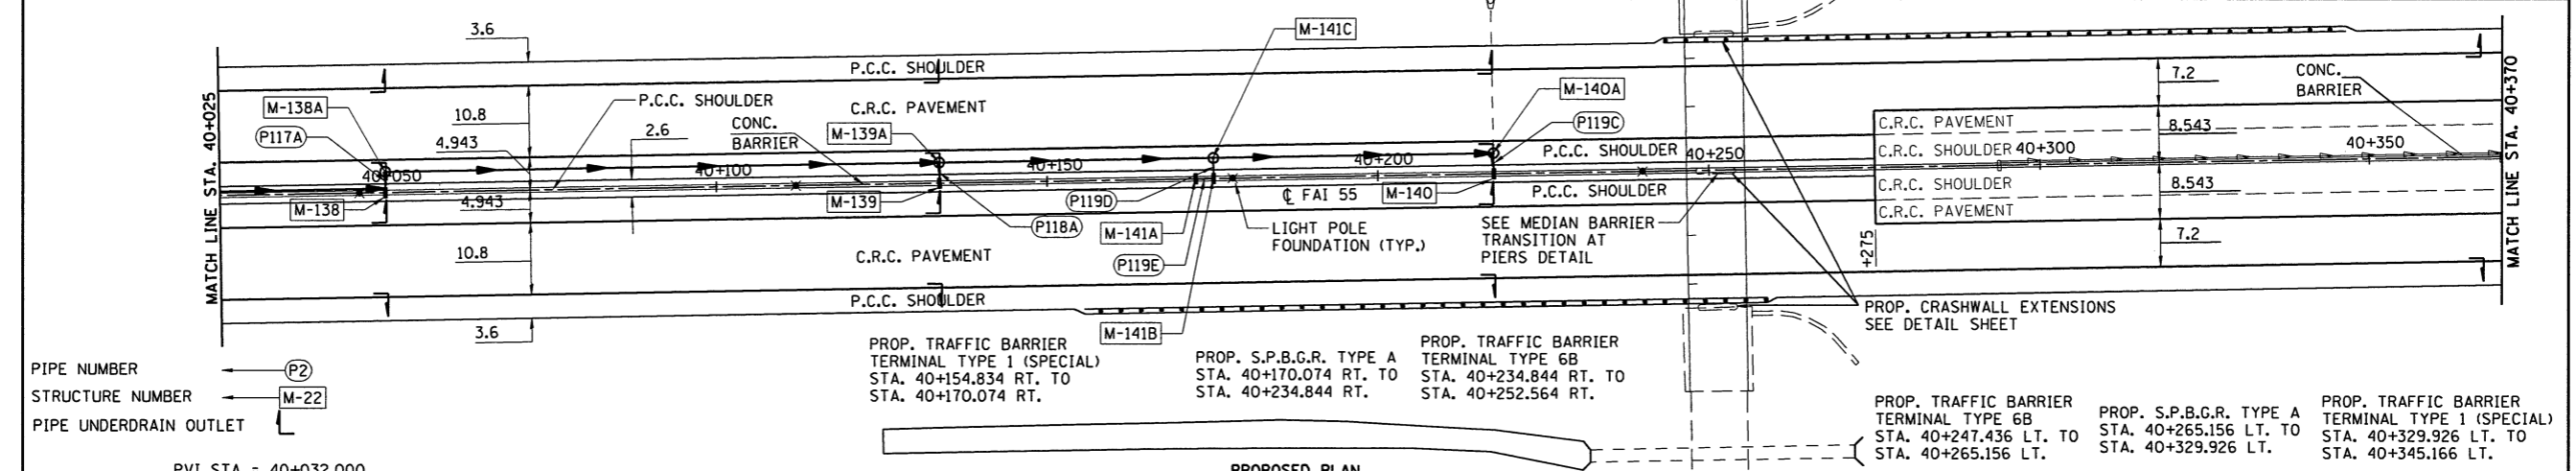 3.6
M-141C
P.C.C. SHOULDER
7.2
CONC.
BARRIER
M-138A
P.C.C. SHOULDER
C.R.C. PAVEMENT
M-140A
P117A
10.8
CONC.
BARRIER
M-139A
P119C
C.R.C. PAVEMENT
8.543
4.943
2.6
P.C.C. SHOULDER
C.R.C. SHOULDER
40+050
40+100
40+150
40+200
40+250
40+300
40+350
MATCH LINE STA. 40+025
MATCH LINE STA. 40+370
M-138
4.943
M-139
P119D
℄ FAI 55
M-140
P.C.C. SHOULDER
C.R.C. SHOULDER
8.543
C.R.C. PAVEMENT
P118A
M-141A
LIGHT POLE
FOUNDATION (TYP.)
SEE MEDIAN BARRIER
TRANSITION AT
PIERS DETAIL
+275
7.2
10.8
C.R.C. PAVEMENT
P119E
P.C.C. SHOULDER
3.6
M-141B
PROP. CRASHWALL EXTENSIONS
SEE DETAIL SHEET
PIPE NUMBER
P2
STRUCTURE NUMBER
M-22
PIPE UNDERDRAIN OUTLET
PROP. TRAFFIC BARRIER
TERMINAL TYPE 1 (SPECIAL)
STA. 40+154.834 RT. TO
STA. 40+170.074 RT.
PROP. S.P.B.G.R. TYPE A
STA. 40+170.074 RT. TO
STA. 40+234.844 RT.
PROP. TRAFFIC BARRIER
TERMINAL TYPE 6B
STA. 40+234.844 RT. TO
STA. 40+252.564 RT.
PROP. TRAFFIC BARRIER
TERMINAL TYPE 6B
STA. 40+247.436 LT. TO
STA. 40+265.156 LT.
PROP. S.P.B.G.R. TYPE A
STA. 40+265.156 LT. TO
STA. 40+329.926 LT.
PROP. TRAFFIC BARRIER
TERMINAL TYPE 1 (SPECIAL)
STA. 40+329.926 LT. TO
STA. 40+345.166 LT.
PVI STA = 40+032.000
PROPOSED PLAN